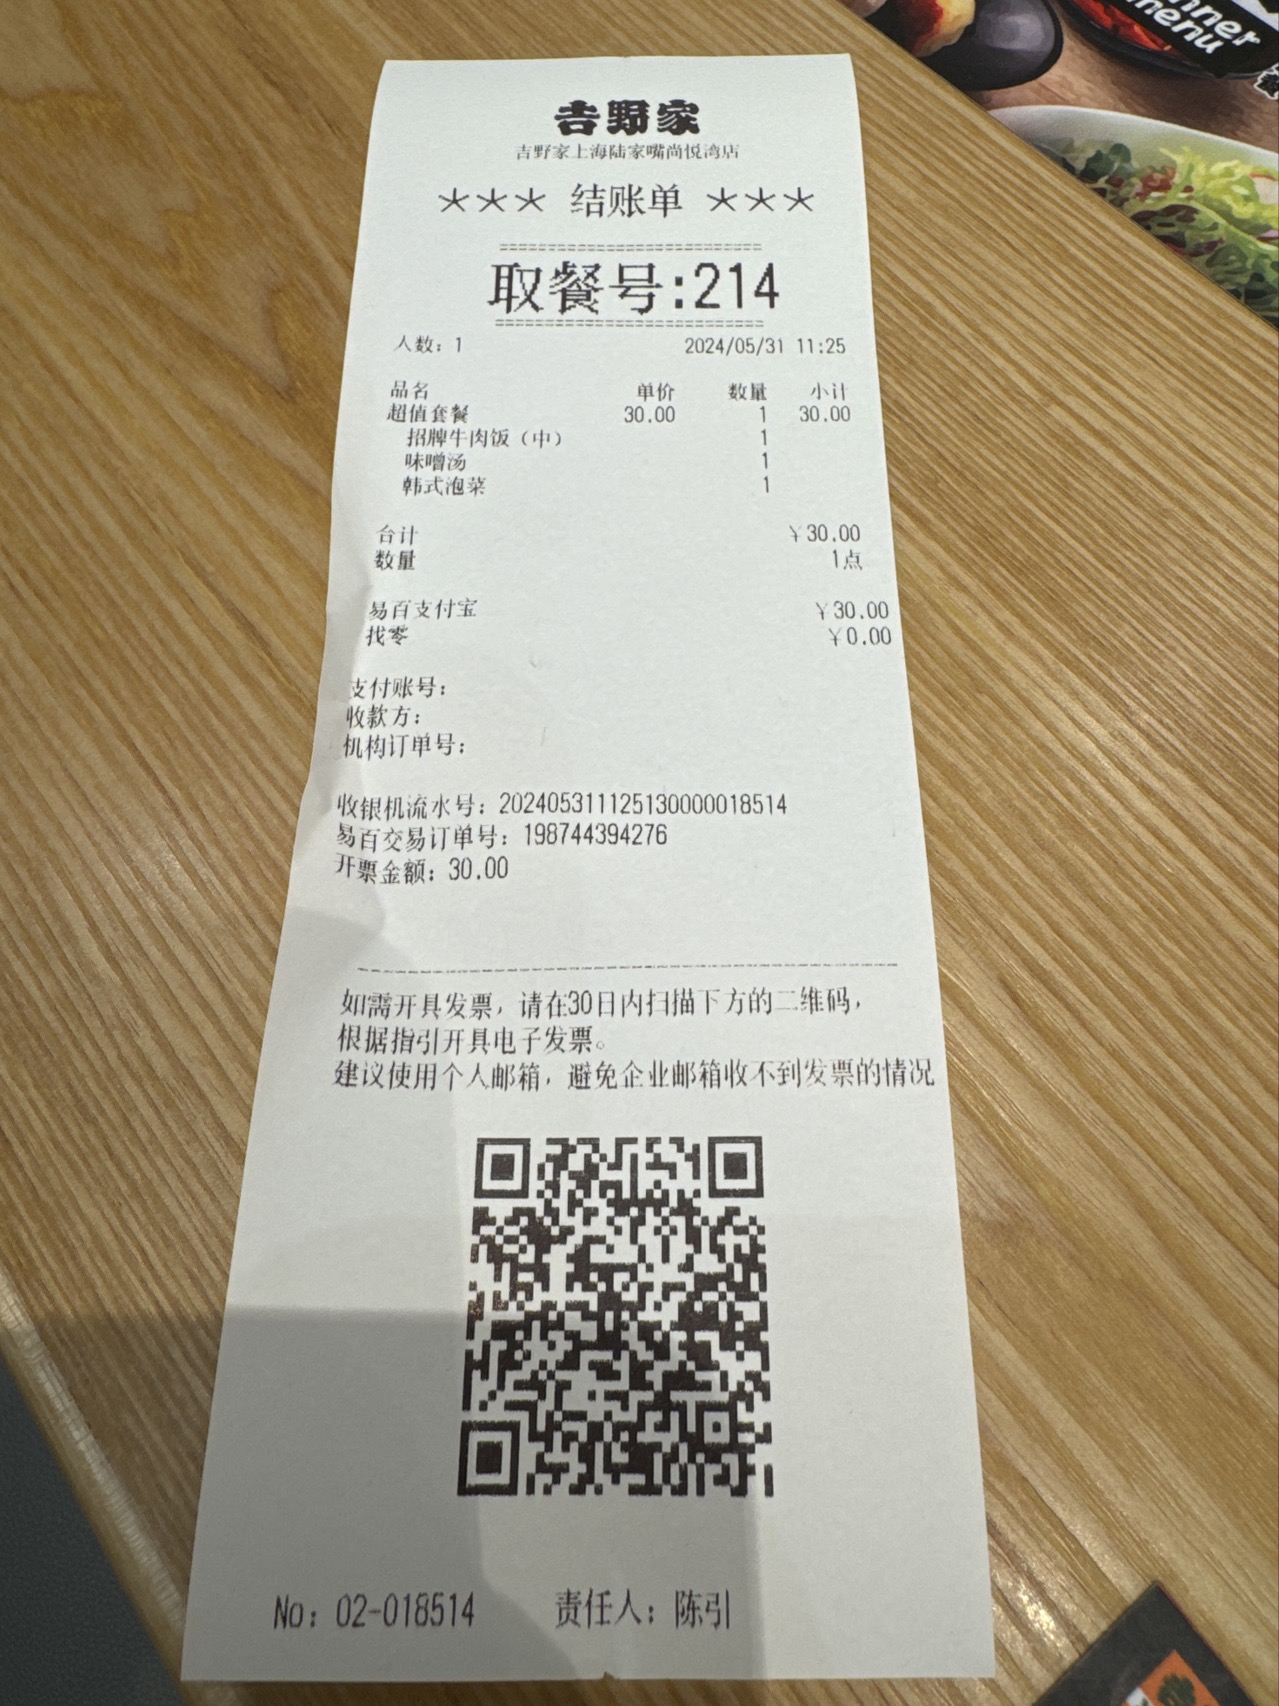 nner
menu
吉野家
吉野家上海陆家嘴尚悦湾店
*** 结账单 ***
取餐号:214
人数: 1 2024/05/31 11:25
品名 单价 数量 小计
超值套餐 30.00 1 30.00
招牌牛肉饭(中) 1
味噌汤 1
韩式泡菜 1
合计 ¥30.00
数量 1点
易百支付宝 ¥30.00
找零 ¥0.00
支付账号:
收款方:
机构订单号:
收银机流水号: 20240531112513000018514
易百交易订单号: 198744394276
开票金额: 30.00
如需开具发票, 请在30日内扫描下方的二维码,
根据指引开具电子发票。
建议使用个人邮箱, 避免企业邮箱收不到发票的情况
No: 02-018514 责任人: 陈引